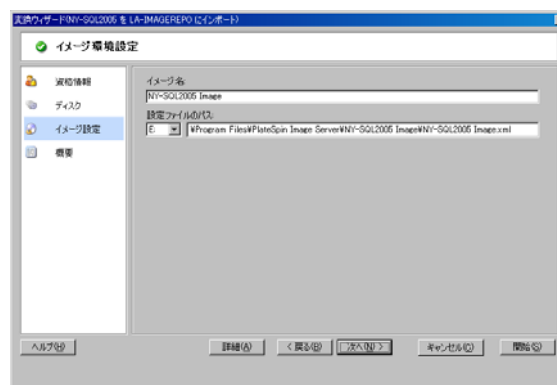 変換ウィザード(NY-SQL2005 を LA-IMAGEREPO にインポート)
イメージ環境設定
資格情報
ディスク
イメージ設定
概要
イメージ名:
NY-SQL2005 Image
設定ファイルのパス:
E: ¥Program Files¥PlateSpin Image Server¥NY-SQL2005 Image¥NY-SQL2005 Image.xml
ヘルプ(H) 詳細(A) < 戻る(B) 次へ(N) > キャンセル(C) 開始(S)